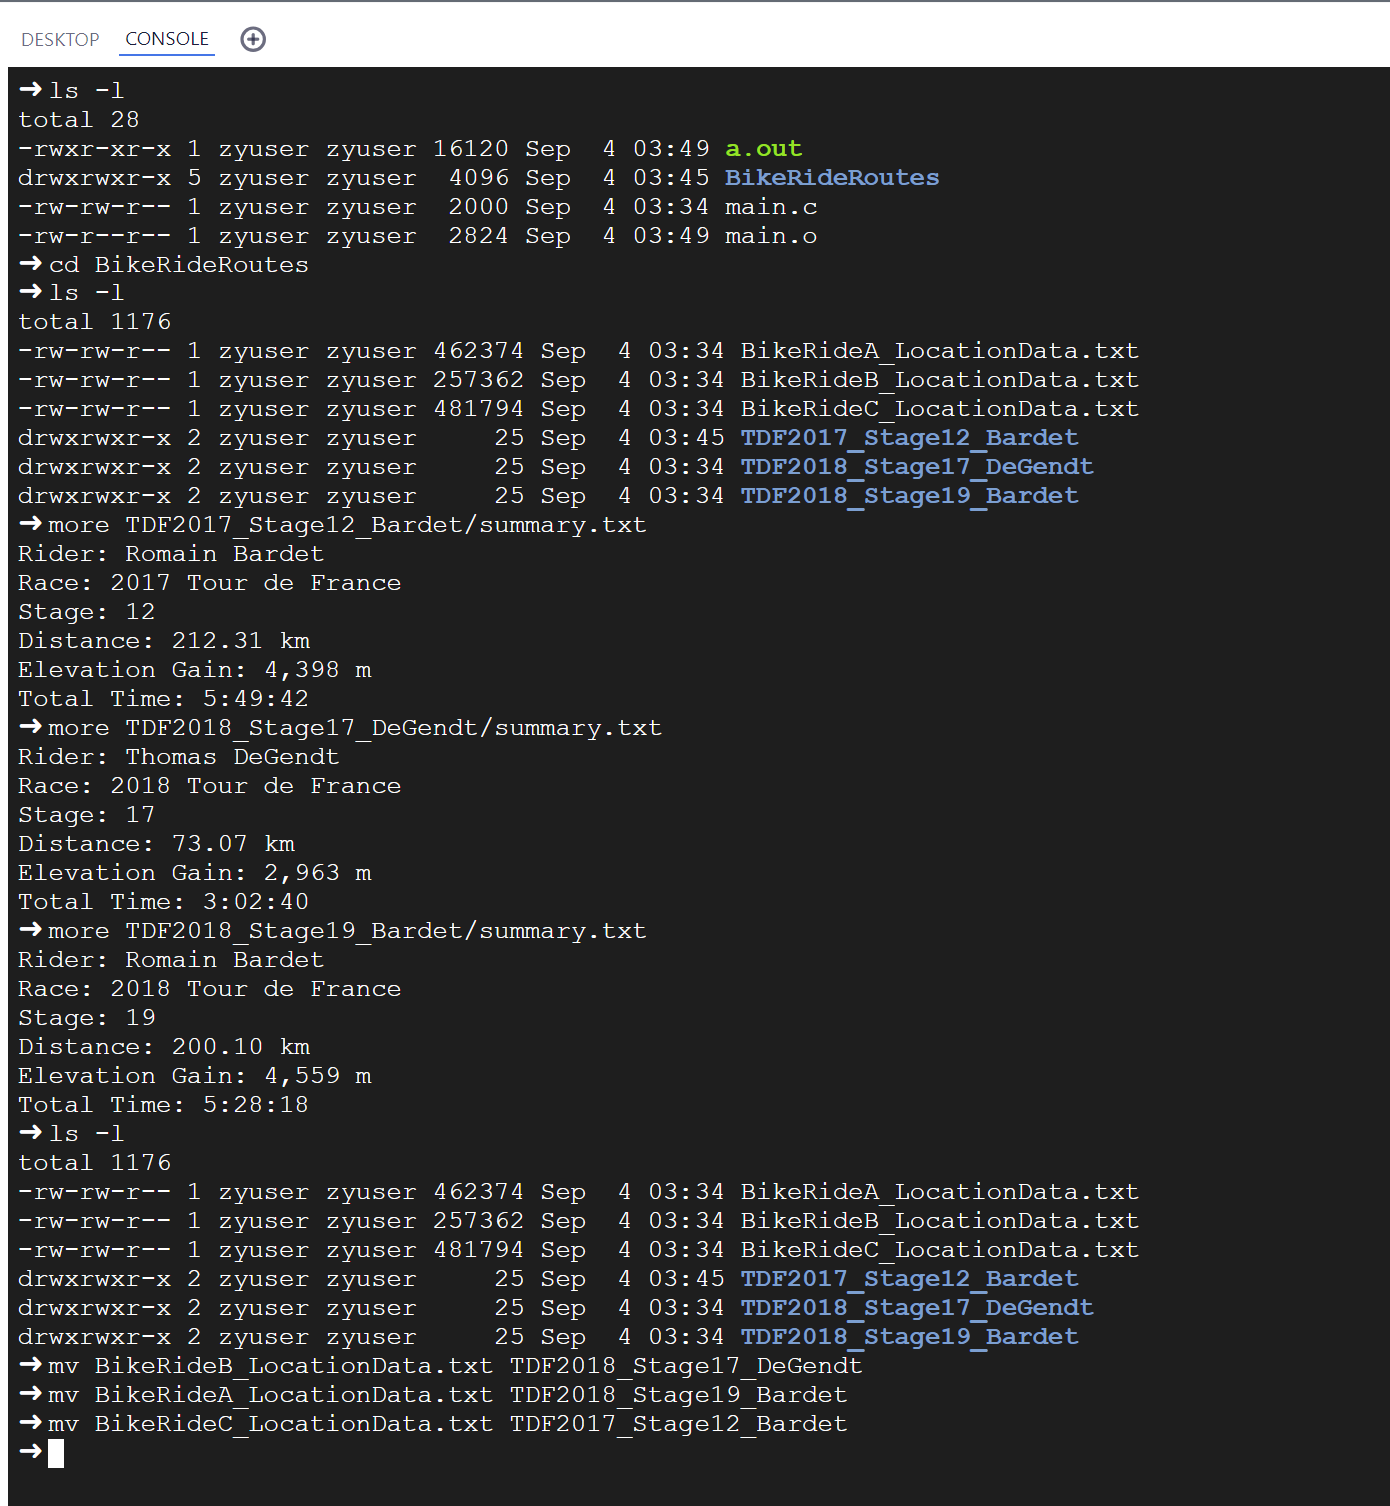 DESKTOP CONSOLE
➜ ls -l
total 28
-rwxr-xr-x 1 zyuser zyuser 16120 Sep  4 03:49 a.out
drwxrwxr-x 5 zyuser zyuser  4096 Sep  4 03:45 BikeRideRoutes
-rw-rw-r-- 1 zyuser zyuser  2000 Sep  4 03:34 main.c
-rw-r--r-- 1 zyuser zyuser  2824 Sep  4 03:49 main.o
➜ cd BikeRideRoutes
➜ ls -l
total 1176
-rw-rw-r-- 1 zyuser zyuser 462374 Sep  4 03:34 BikeRideA_LocationData.txt
-rw-rw-r-- 1 zyuser zyuser 257362 Sep  4 03:34 BikeRideB_LocationData.txt
-rw-rw-r-- 1 zyuser zyuser 481794 Sep  4 03:34 BikeRideC_LocationData.txt
drwxrwxr-x 2 zyuser zyuser     25 Sep  4 03:45 TDF2017_Stage12_Bardet
drwxrwxr-x 2 zyuser zyuser     25 Sep  4 03:34 TDF2018_Stage17_DeGendt
drwxrwxr-x 2 zyuser zyuser     25 Sep  4 03:34 TDF2018_Stage19_Bardet
➜ more TDF2017_Stage12_Bardet/summary.txt
Rider: Romain Bardet
Race: 2017 Tour de France
Stage: 12
Distance: 212.31 km
Elevation Gain: 4,398 m
Total Time: 5:49:42
➜ more TDF2018_Stage17_DeGendt/summary.txt
Rider: Thomas DeGendt
Race: 2018 Tour de France
Stage: 17
Distance: 73.07 km
Elevation Gain: 2,963 m
Total Time: 3:02:40
➜ more TDF2018_Stage19_Bardet/summary.txt
Rider: Romain Bardet
Race: 2018 Tour de France
Stage: 19
Distance: 200.10 km
Elevation Gain: 4,559 m
Total Time: 5:28:18
➜ ls -l
total 1176
-rw-rw-r-- 1 zyuser zyuser 462374 Sep  4 03:34 BikeRideA_LocationData.txt
-rw-rw-r-- 1 zyuser zyuser 257362 Sep  4 03:34 BikeRideB_LocationData.txt
-rw-rw-r-- 1 zyuser zyuser 481794 Sep  4 03:34 BikeRideC_LocationData.txt
drwxrwxr-x 2 zyuser zyuser     25 Sep  4 03:45 TDF2017_Stage12_Bardet
drwxrwxr-x 2 zyuser zyuser     25 Sep  4 03:34 TDF2018_Stage17_DeGendt
drwxrwxr-x 2 zyuser zyuser     25 Sep  4 03:34 TDF2018_Stage19_Bardet
➜ mv BikeRideB_LocationData.txt TDF2018_Stage17_DeGendt
➜ mv BikeRideA_LocationData.txt TDF2018_Stage19_Bardet
➜ mv BikeRideC_LocationData.txt TDF2017_Stage12_Bardet
➜